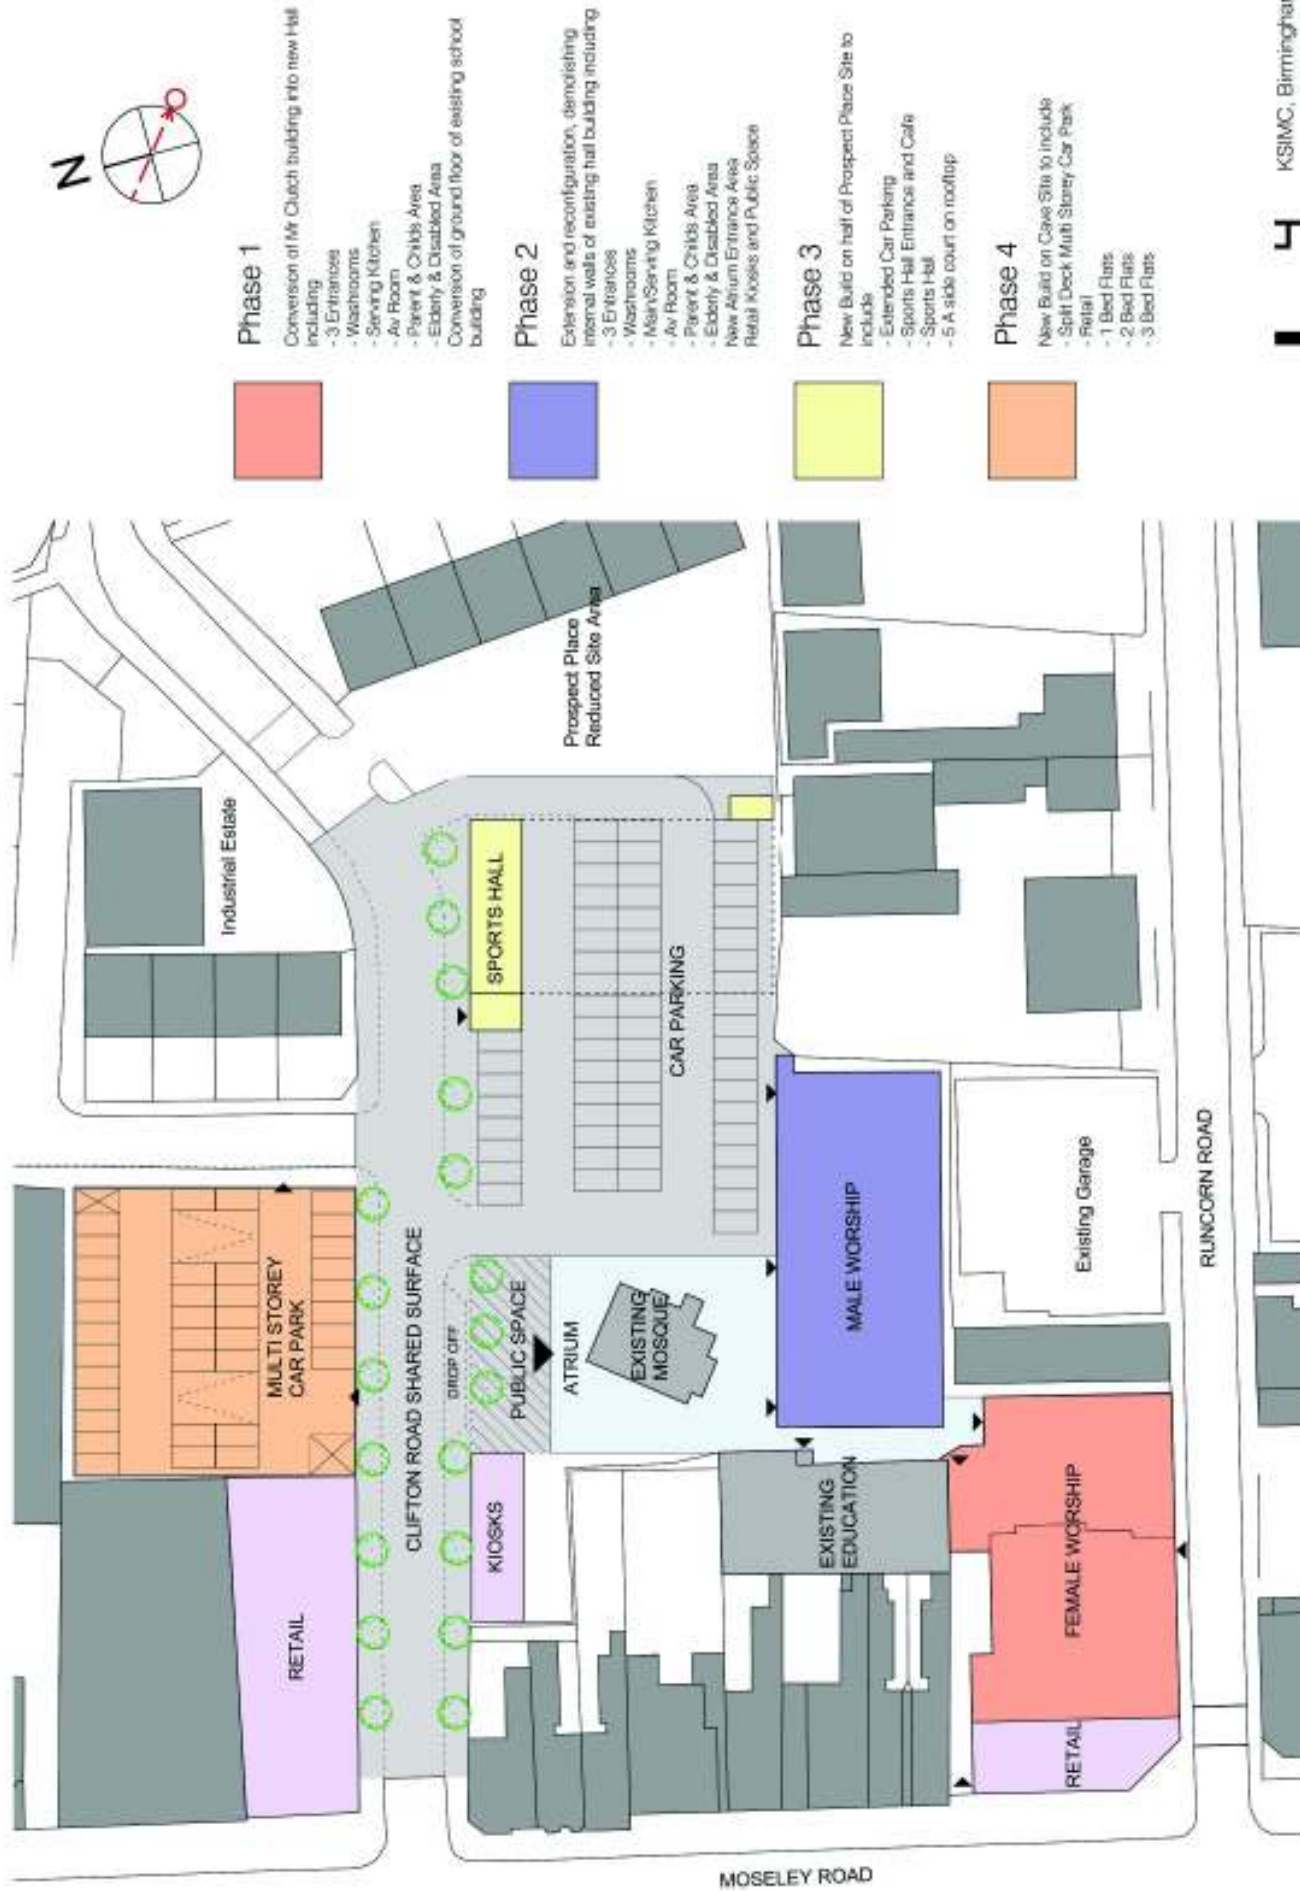 N
Phase 1
Conversion of Mr Clutch building into new Hall
including
- 3 Entrances
- Washrooms
- Serving Kitchen
- Av Room
- Parent & Childs Area
- Elderly & Disabled Area
Conversion of ground floor of existing school
building
Phase 2
Extension and reconfiguration, demolishing
internal walls of existing hall building including
- 3 Entrances
- Washrooms
- Main/Serving Kitchen
- Av Room
- Parent & Childs Area
- Elderly & Disabled Area
New Atrium Entrance Area
Retail Kiosks and Public Space
Phase 3
New Build on half of Prospect Place Site to
include
- Extended Car Parking
- Sports Hall Entrance and Cafe
- Sports Hall
- 5 A side court on rooftop
Phase 4
New Build on Cave Site to include
- Split Deck Multi Storey Car Park
- Retail
- 1 Bed Flats
- 2 Bed Flats
- 3 Bed Flats
KSIMC, Birmingham
Industrial Estate
Prospect Place
Reduced Site Area
MULTI STOREY
CAR PARK
RETAIL
CLIFTON ROAD SHARED SURFACE
DROP OFF
PUBLIC SPACE
KIOSKS
SPORTS HALL
CAR PARKING
ATRIUM
EXISTING
MOSQUE
MALE WORSHIP
EXISTING
EDUCATION
Existing Garage
FEMALE WORSHIP
RETAIL
RUNCORN ROAD
MOSELEY ROAD